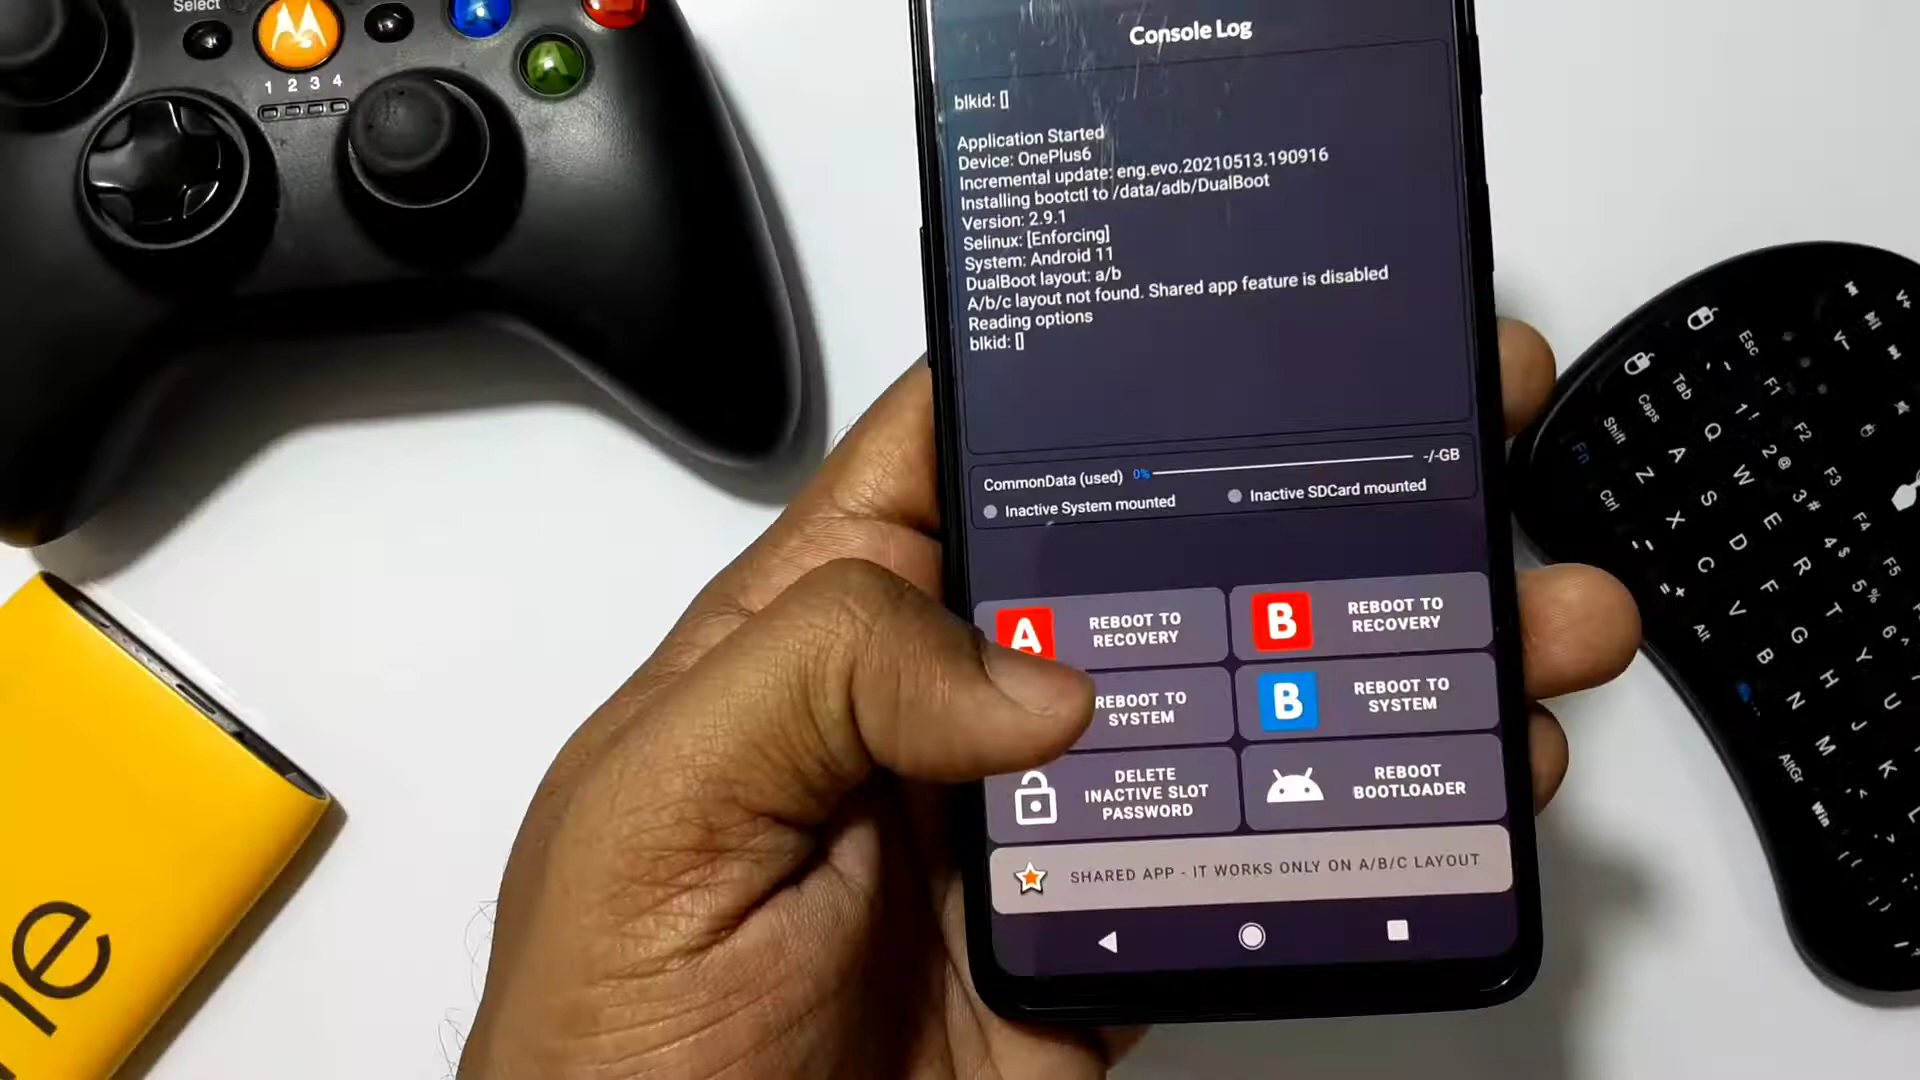 Select
1 2 3 4
Console Log
blkid: []
Application Started
Device: OnePlus6
Incremental update: eng.evo.20210513.190916
Installing bootctl to /data/adb/DualBoot
Version: 2.9.1
Selinux: [Enforcing]
System: Android 11
DualBoot layout: a/b
A/b/c layout not found. Shared app feature is disabled
Reading options
blkid: []
CommonData (used) 0% -/-GB
Inactive System mounted Inactive SDCard mounted
A REBOOT TO
RECOVERY
B REBOOT TO
RECOVERY
REBOOT TO
SYSTEM
B REBOOT TO
SYSTEM
DELETE
INACTIVE SLOT
PASSWORD
REBOOT
BOOTLOADER
SHARED APP - IT WORKS ONLY ON A/B/C LAYOUT
ne
Esc F1 F2 F3 F4 F5
Tab Q W E R T Y U
Caps A S D F G H J K
Shift Z X C V B N M
Fn Ctrl Alt AltGr Win